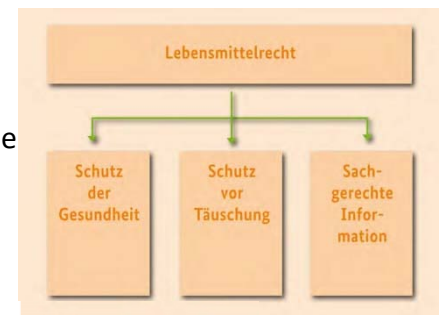 Lebensmittelrecht
e
Schutz
der
Gesundheit
Schutz
vor
Täuschung
Sach-
gerechte
Infor-
mation